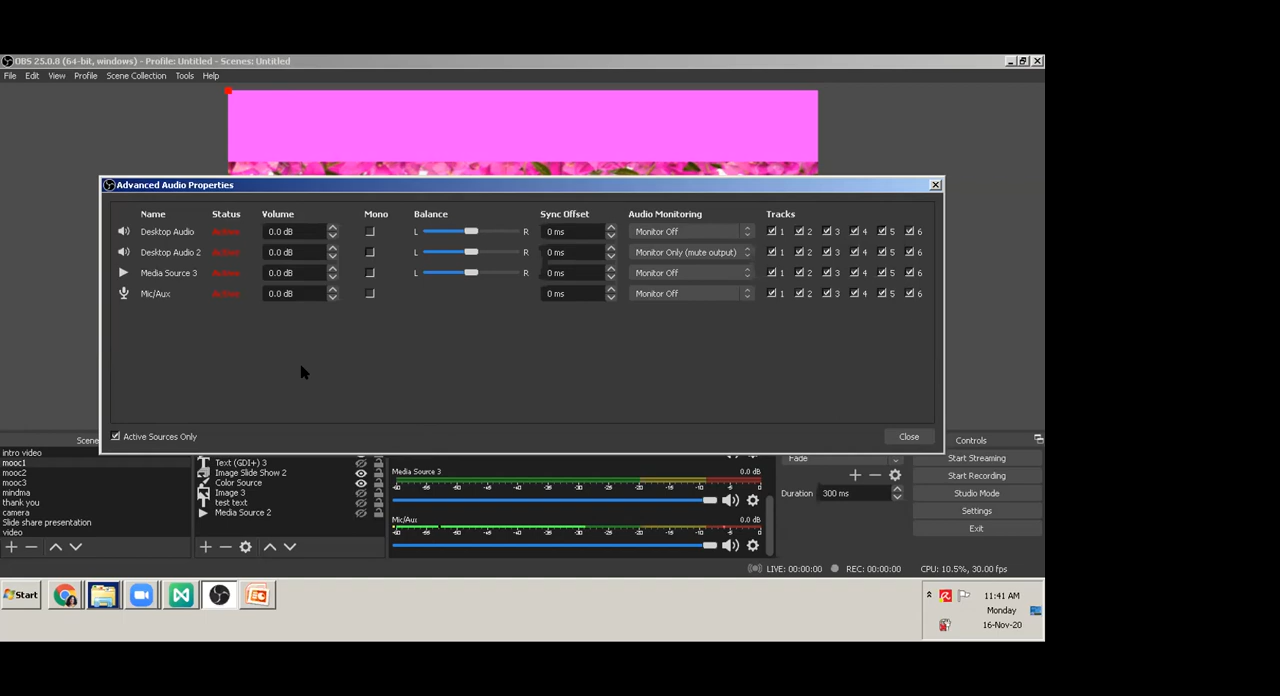 OBS 25.0.8 (64-bit, windows) - Profile: Untitled - Scenes: Untitled
File Edit View Profile Scene Collection Tools Help
Advanced Audio Properties
Name Status Volume Mono Balance Sync Offset Audio Monitoring Tracks
Desktop Audio Active 0.0 dB L R 0 ms Monitor Off 1 2 3 4 5 6
Desktop Audio 2 Active 0.0 dB L R 0 ms Monitor Only (mute output) 1 2 3 4 5 6
Media Source 3 Active 0.0 dB L R 0 ms Monitor Off 1 2 3 4 5 6
Mic/Aux Active 0.0 dB 0 ms Monitor Off 1 2 3 4 5 6
Active Sources Only Close
Scene
intro video
mooc1
mooc2
mooc3
mindma
thank you
camera
Slide share presentation
video
Text (GDI+) 3
Image Slide Show 2
Color Source
Image 3
test text
Media Source 2
Media Source 3 0.0 dB
Mic/Aux 0.0 dB
Fade
Duration 300 ms
Controls
Start Streaming
Start Recording
Studio Mode
Settings
Exit
LIVE: 00:00:00 REC: 00:00:00 CPU: 10.5%, 30.00 fps
Start
11:41 AM
Monday
16-Nov-20